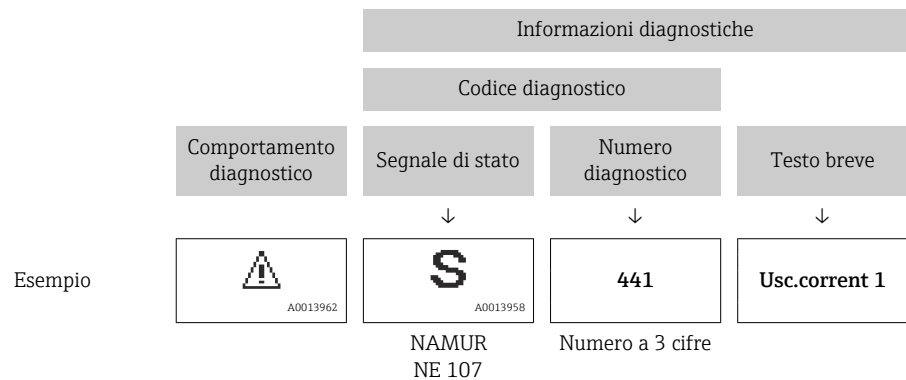 Informazioni diagnostiche
Codice diagnostico
Comportamento
diagnostico
Segnale di stato
Numero
diagnostico
Testo breve
↓ ↓ ↓
Esempio
A0013962
S
A0013958
441
Usc.corrent 1
NAMUR
NE 107
Numero a 3 cifre